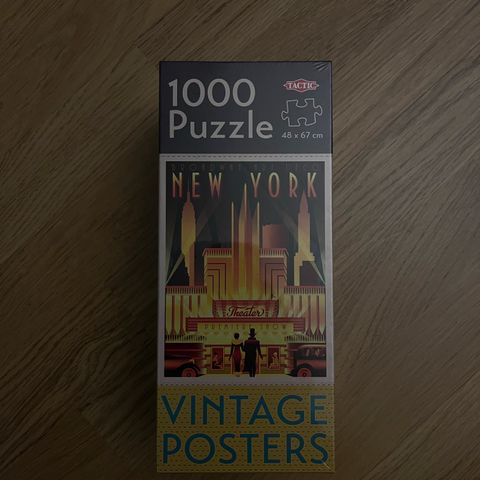 1000
Puzzle
TACTIC
48 x 67 cm
NEW YORK
Theater
VINTAGE
POSTERS